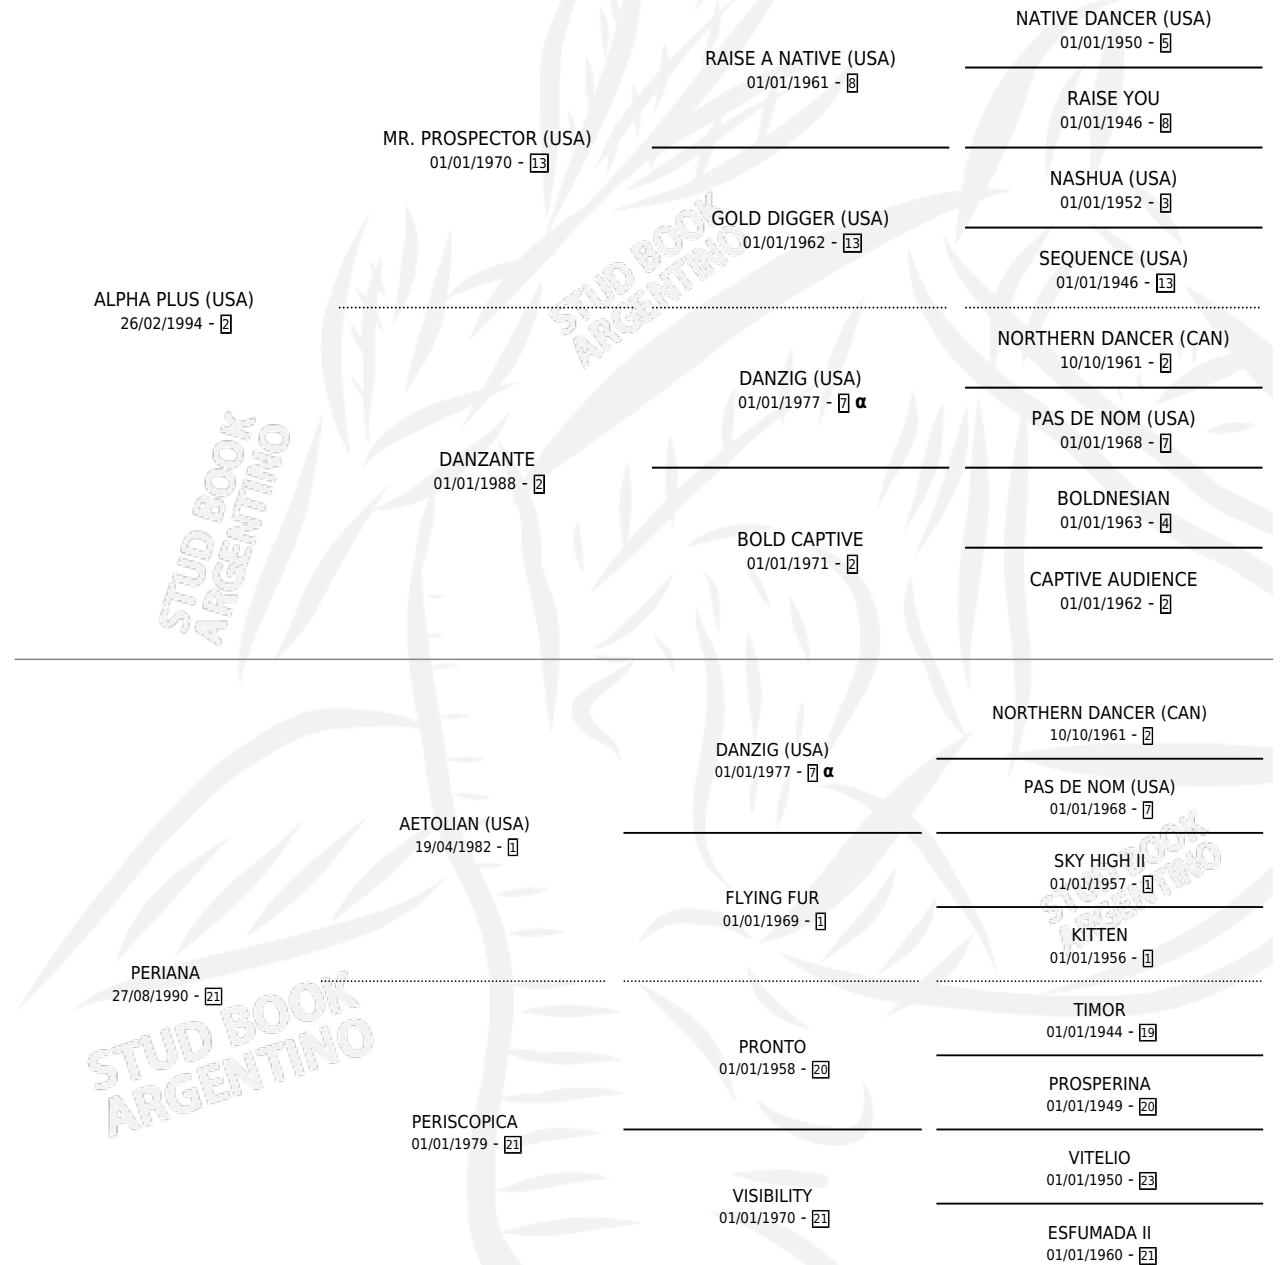 NATIVE DANCER (USA)
01/01/1950 - 5
RAISE A NATIVE (USA)
01/01/1961 - 8
RAISE YOU
01/01/1946 - 8
MR. PROSPECTOR (USA)
01/01/1970 - 13
NASHUA (USA)
01/01/1952 - 3
GOLD DIGGER (USA)
01/01/1962 - 13
SEQUENCE (USA)
01/01/1946 - 13
STUD BOOK
ARGENTINO
ALPHA PLUS (USA)
26/02/1994 - 2
NORTHERN DANCER (CAN)
10/10/1961 - 2
DANZIG (USA)
01/01/1977 - 7 α
PAS DE NOM (USA)
01/01/1968 - 7
DANZANTE
01/01/1988 - 2
BOLDNESIAN
01/01/1963 - 4
BOLD CAPTIVE
01/01/1971 - 2
CAPTIVE AUDIENCE
01/01/1962 - 2
STUD BOOK
ARGENTINO
NORTHERN DANCER (CAN)
10/10/1961 - 2
DANZIG (USA)
01/01/1977 - 7 α
PAS DE NOM (USA)
01/01/1968 - 7
AETOLIAN (USA)
19/04/1982 - 1
SKY HIGH II
01/01/1957 - 1
FLYING FUR
01/01/1969 - 1
KITTEN
01/01/1956 - 1
STUD BOOK
ARGENTINO
PERIANA
27/08/1990 - 21
TIMOR
01/01/1944 - 19
PRONTO
01/01/1958 - 20
PROSPERINA
01/01/1949 - 20
STUD BOOK
ARGENTINO
PERISCOPICA
01/01/1979 - 21
VITELIO
01/01/1950 - 23
VISIBILITY
01/01/1970 - 21
ESFUMADA II
01/01/1960 - 21